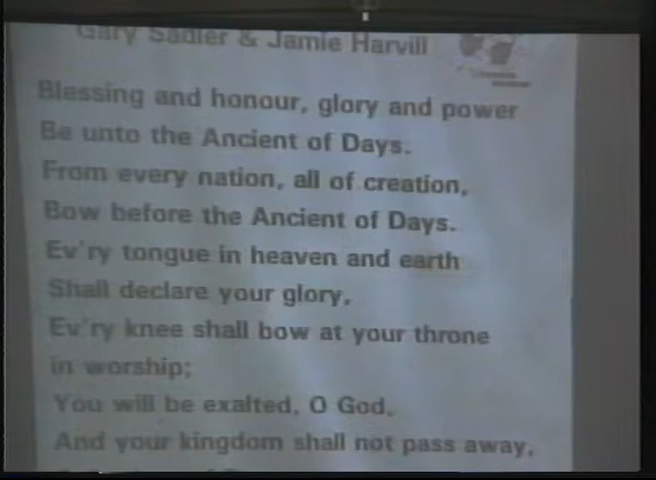 Gary Sadler & Jamie Harvill
Blessing and honour, glory and power
Be unto the Ancient of Days.
From every nation, all of creation,
Bow before the Ancient of Days.
Ev'ry tongue in heaven and earth
Shall declare your glory,
Ev'ry knee shall bow at your throne
in worship;
You will be exalted, O God,
And your kingdom shall not pass away,